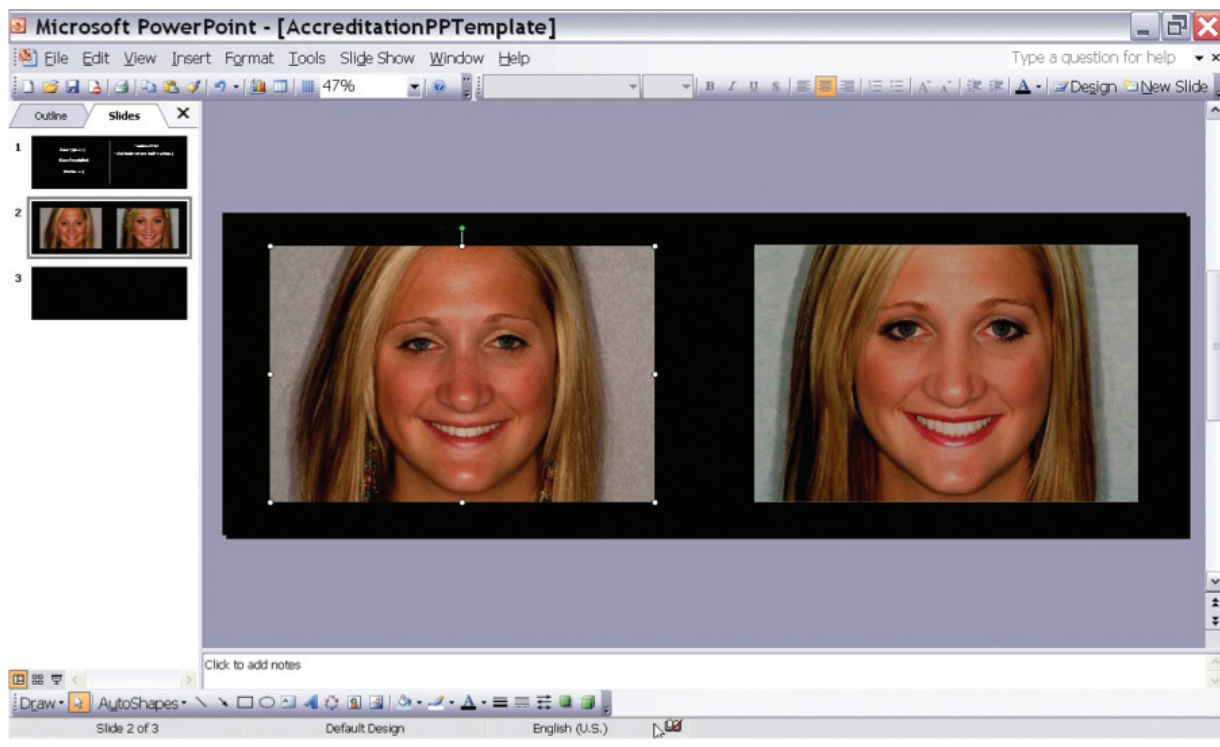 Microsoft PowerPoint - [AccreditationPPTemplate]
File Edit View Insert Format Tools Slide Show Window Help
Type a question for help
47%
B I U S
Design New Slide
Outline Slides
1
2
3
Click to add notes
Draw AutoShapes
Slide 2 of 3 Default Design English (U.S.)